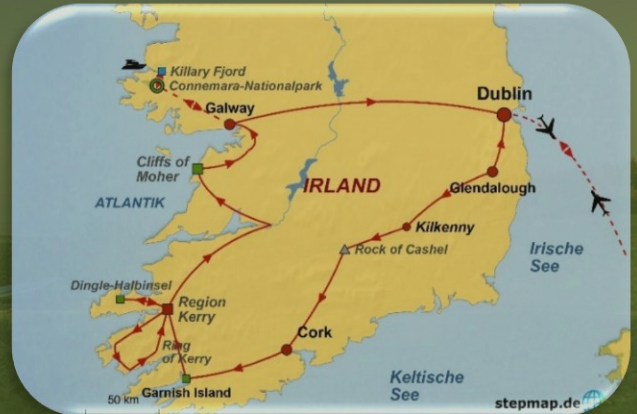 Killary Fjord
Connemara-Nationalpark
Galway
Dublin
Cliffs of
Moher
IRLAND
Glendalough
ATLANTIK
Kilkenny
Rock of Cashel
Irische
See
Dingle-Halbinsel
Region
Kerry
Ring
of Kerry
Cork
Garnish Island
Keltische
See
50 km
stepmap.de